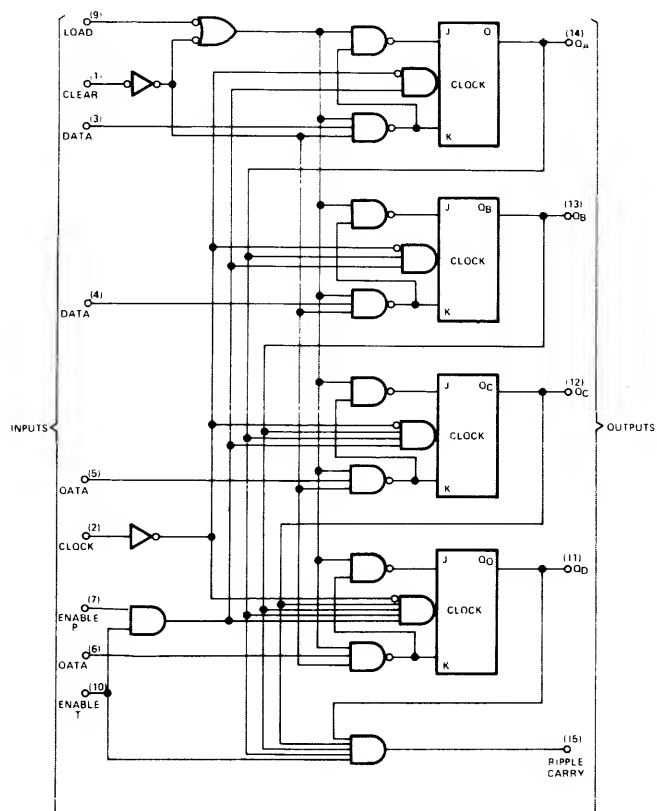 (9)
LOAD
(14)
J
Q
QA
CLOCK
(1)
CLEAR
(3)
DATA
K
(13)
J
QB
QB
CLOCK
(4)
DATA
K
(12)
J
QC
QC
CLOCK
INPUTS
OUTPUTS
(5)
OATA
K
(2)
CLOCK
(11)
J
QO
QD
(7)
ENABLE
P
CLOCK
(6)
OATA
K
(10)
ENABLE
T
(15)
RIPPLE
CARRY